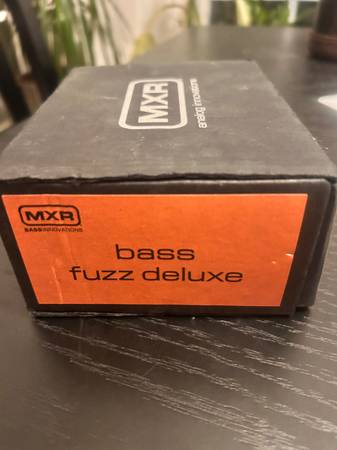 MXR
analog innovations
MXR
BASS INNOVATIONS
bass
fuzz deluxe